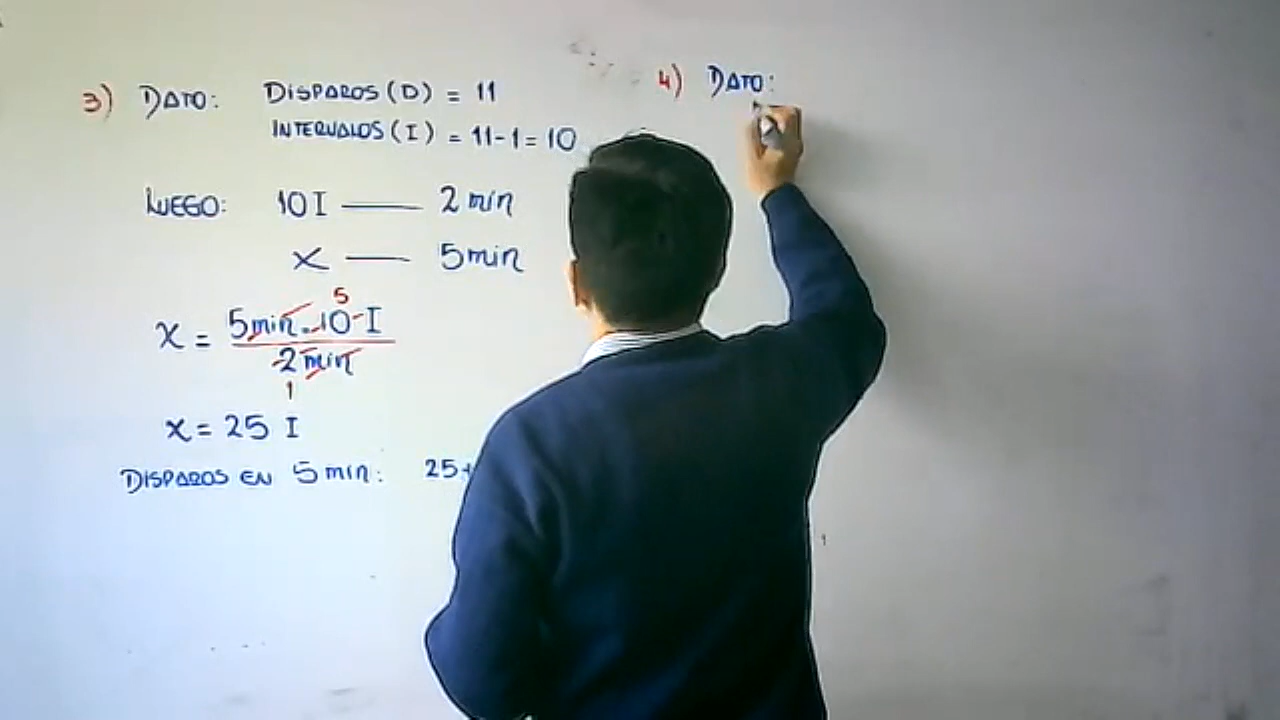 3) DATO: DISPAROS (D) = 11
INTERVALOS (I) = 11-1 = 10
LUEGO: 10 I — 2 min
x — 5 min
x = 5 min . 10 I
5
2 min
1
x = 25 I
DISPAROS EN 5 min: 25+
4) DATO: